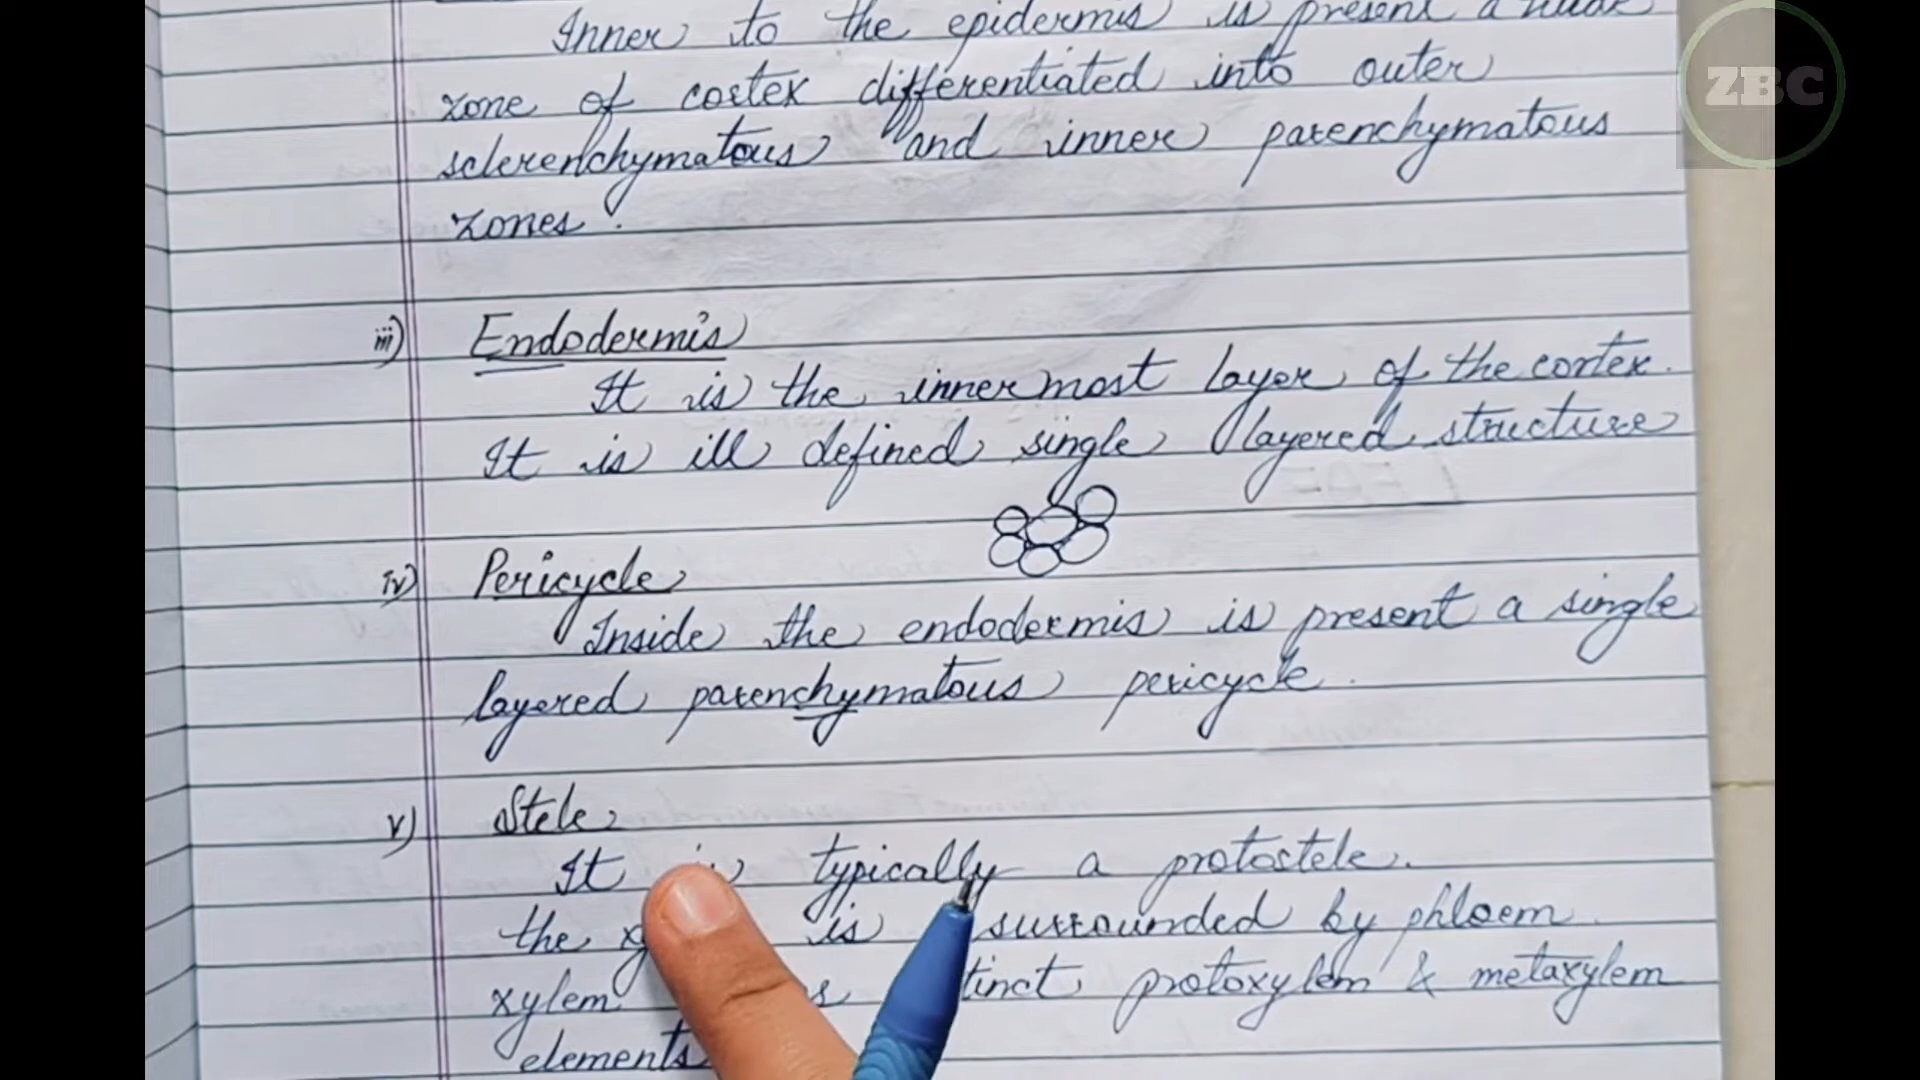 Inner to the epidermis is present a
ZBC
zone of cortex differentiated into outer
sclerenchymatous and inner parenchymatous
zones.
iii) Endodermis
It is the innermost layer of the cortex.
It is ill defined single layered structure
iv) Pericycle
Inside the endodermis is present a single
layered parenchymatous pericycle.
v) Stele
It typically a protostele.
the is surrounded by phloem.
xylem protoxylem & metaxylem
elements